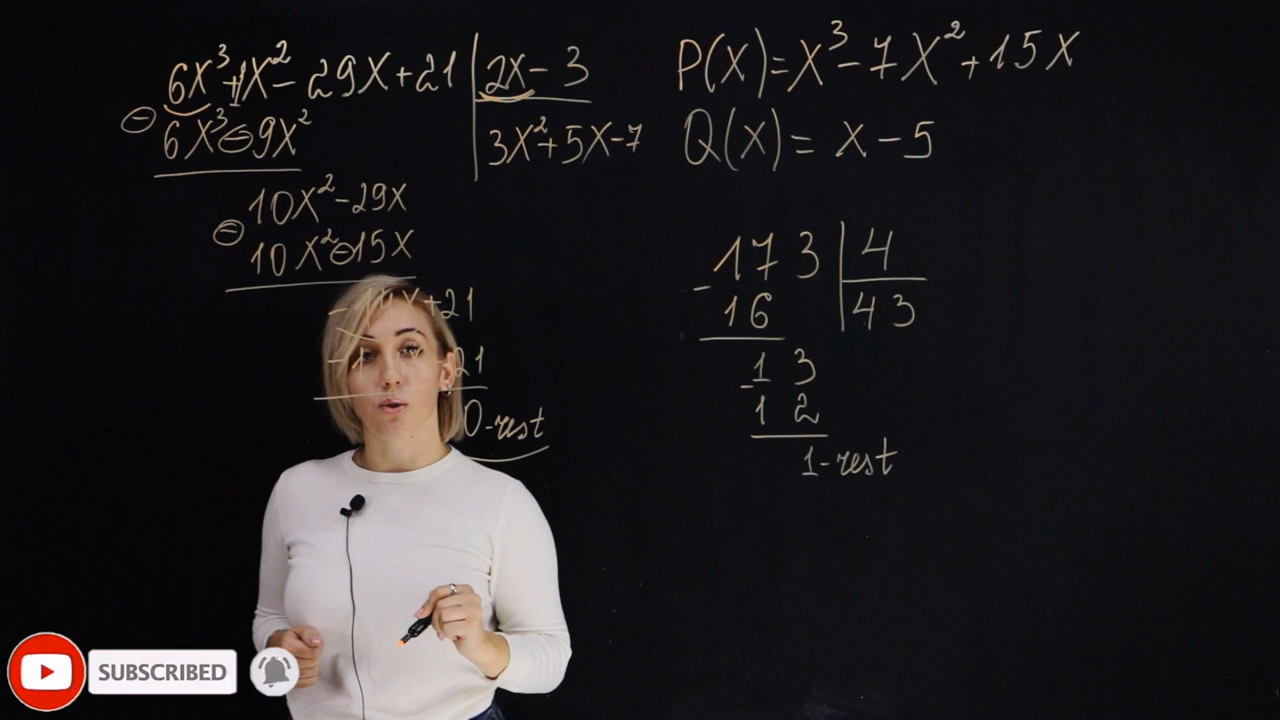 6X³+1X²-29X+21 | 2X-3
⊖ 6X³⊖9X² | 3X²+5X-7
10X²-29X
⊖ 10X²⊖15X
+21
21
0-rest
P(X)=X³-7X²+15X
Q(X)=X-5
-173 | 4
16 | 43
-13
12
1-rest
SUBSCRIBED